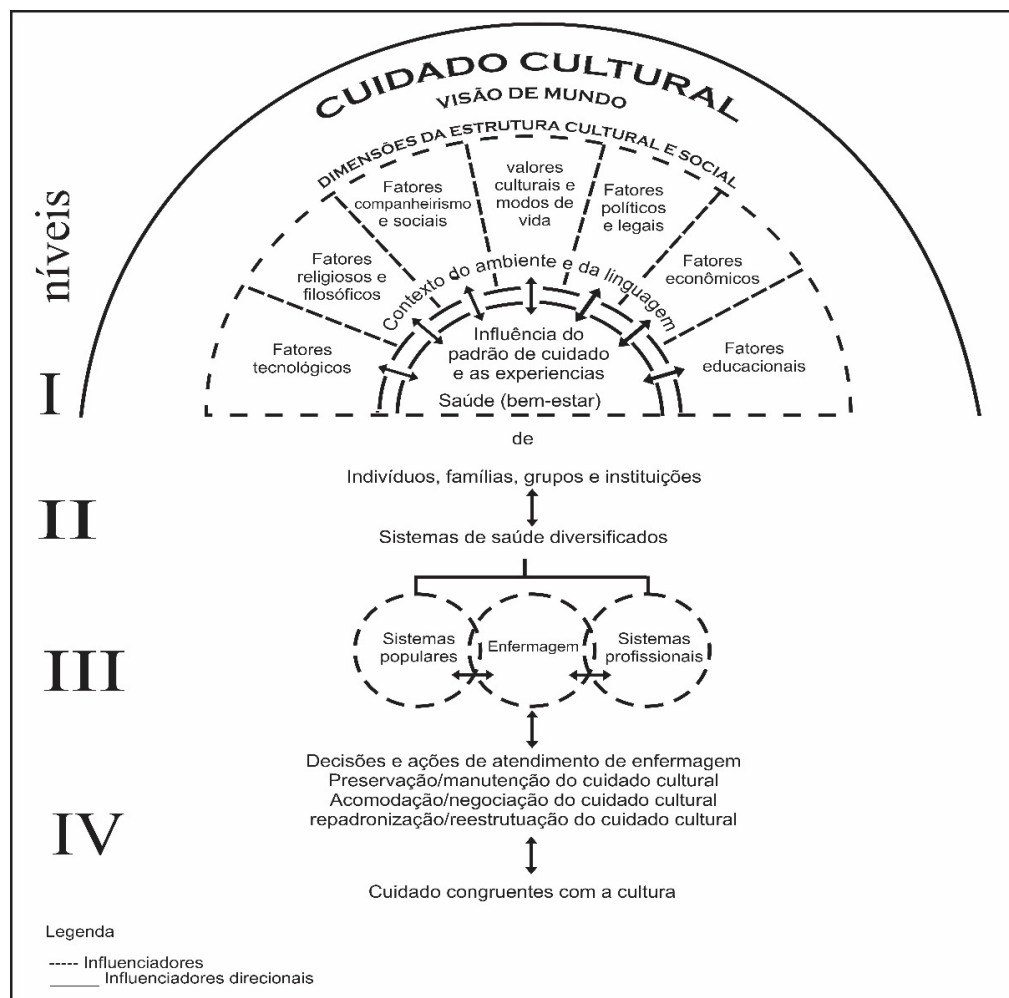 CUIDADO CULTURAL
VISÃO DE MUNDO
DIMENSÕES DA ESTRUTURA CULTURAL E SOCIAL
níveis
Fatores
tecnológicos
Fatores
religiosos e
filosóficos
Fatores
companheirismo
e sociais
valores
culturais e
modos de
vida
Fatores
políticos
e legais
Fatores
econômicos
Fatores
educacionais
Contexto do ambiente e da linguagem
Influência do
padrão de cuidado
e as experiencias
Saúde (bem-estar)
I
de
Indivíduos, famílias, grupos e instituições
II
Sistemas de saúde diversificados
III
Sistemas
populares
Enfermagem
Sistemas
profissionais
Decisões e ações de atendimento de enfermagem
Preservação/manutenção do cuidado cultural
Acomodação/negociação do cuidado cultural
repadronização/reestrutuação do cuidado cultural
IV
Cuidado congruentes com a cultura
Legenda
----- Influenciadores
_____ Influenciadores direcionais